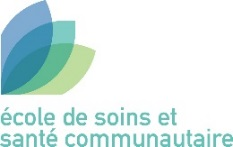 école de soins et
santé communautaire